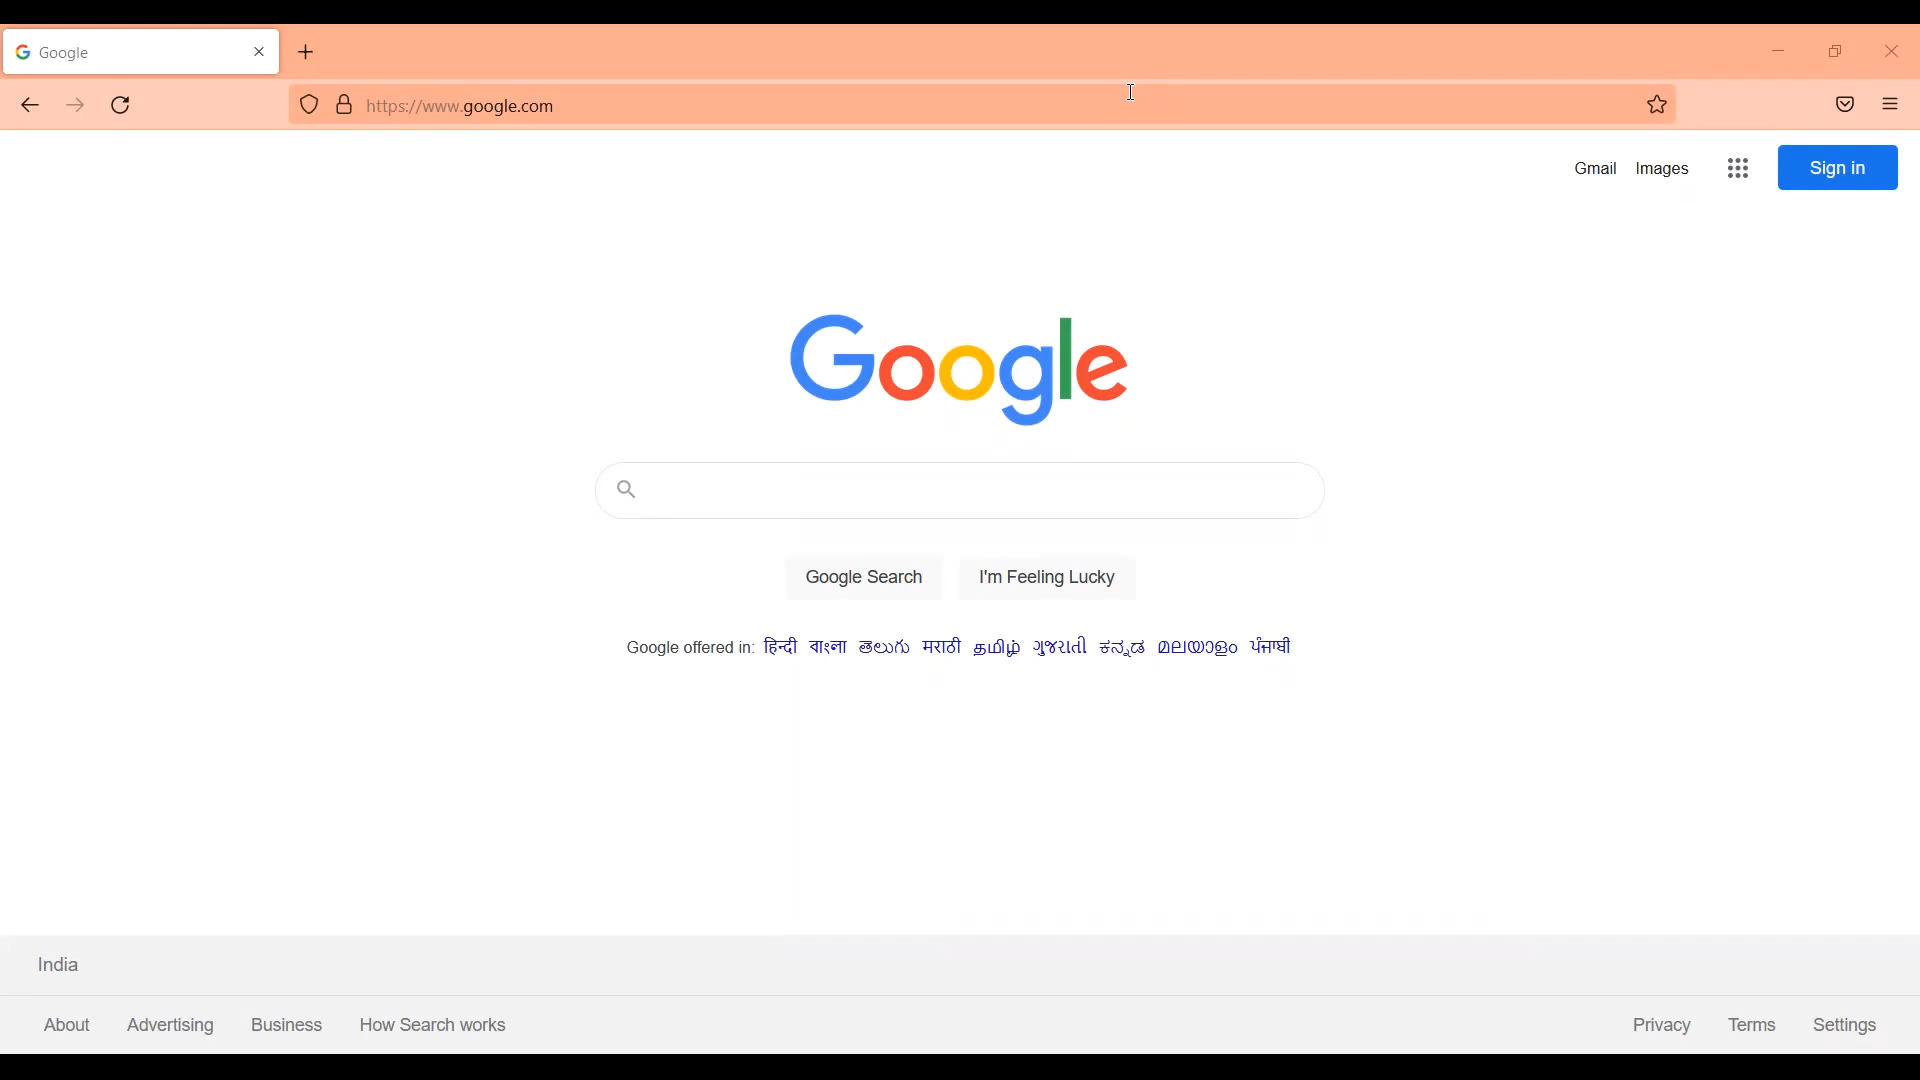 Google
https://www.google.com
Gmail Images Sign in
Google
Google Search I'm Feeling Lucky
Google offered in: हिन्दी বাংলা తెలుగు मराठी தமிழ் ગુજરાતી ಕನ್ನಡ മലയാളം ਪੰਜਾਬੀ
India
About Advertising Business How Search works Privacy Terms Settings